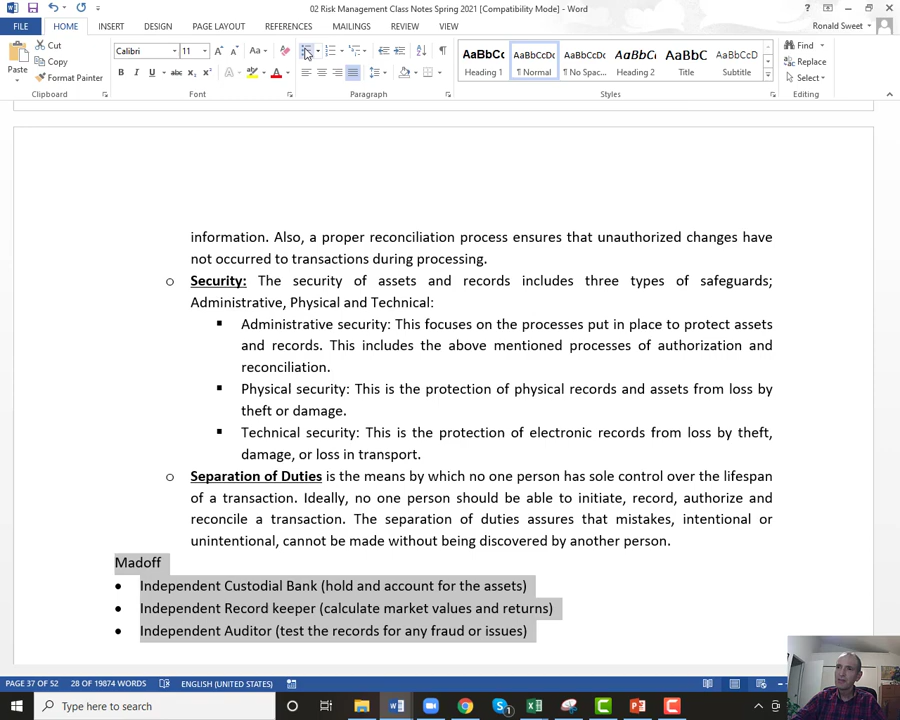 02 Risk Management Class Notes Spring 2021 [Compatibility Mode] - Word
FILE HOME INSERT DESIGN PAGE LAYOUT REFERENCES MAILINGS REVIEW VIEW Ronald Sweet
Cut
Copy
Format Painter
Paste
Calibri 11
AaBbCc AaBbCcDc AaBbCcDc AaBbCc AaBbCc AaBbCcD
Heading 1 ¶ Normal ¶ No Spac... Heading 2 Title Subtitle
Find
Replace
Select
Clipboard Font Paragraph Styles Editing
information. Also, a proper reconciliation process ensures that unauthorized changes have
not occurred to transactions during processing.
o Security: The security of assets and records includes three types of safeguards;
Administrative, Physical and Technical:
▪ Administrative security: This focuses on the processes put in place to protect assets
and records. This includes the above mentioned processes of authorization and
reconciliation.
▪ Physical security: This is the protection of physical records and assets from loss by
theft or damage.
▪ Technical security: This is the protection of electronic records from loss by theft,
damage, or loss in transport.
o Separation of Duties is the means by which no one person has sole control over the lifespan
of a transaction. Ideally, no one person should be able to initiate, record, authorize and
reconcile a transaction. The separation of duties assures that mistakes, intentional or
unintentional, cannot be made without being discovered by another person.
Madoff
• Independent Custodial Bank (hold and account for the assets)
• Independent Record keeper (calculate market values and returns)
• Independent Auditor (test the records for any fraud or issues)
PAGE 37 OF 52 28 OF 19874 WORDS ENGLISH (UNITED STATES)
Type here to search